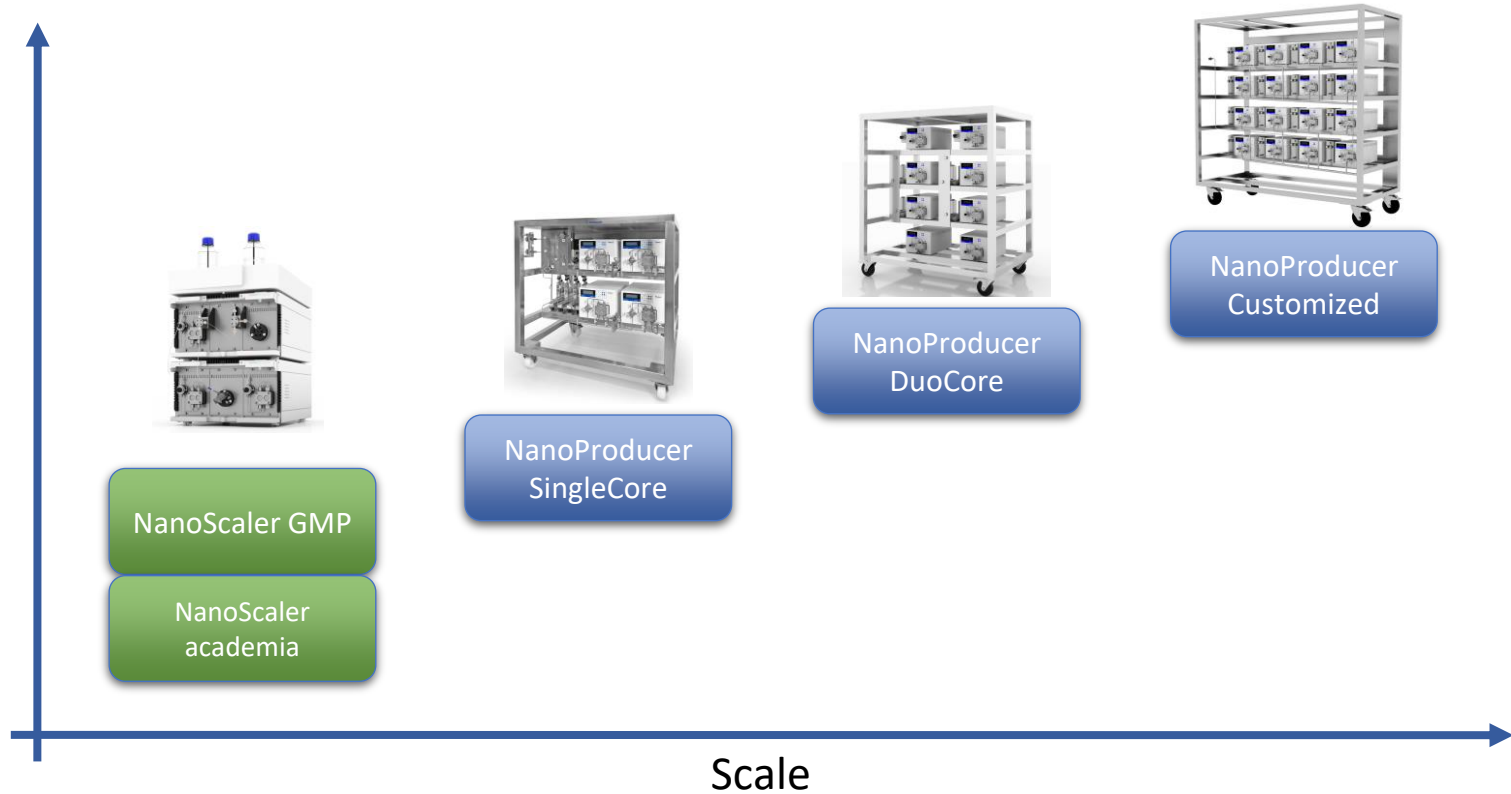 NanoProducer
Customized
NanoProducer
DuoCore
NanoProducer
SingleCore
NanoScaler GMP
NanoScaler
academia
Scale